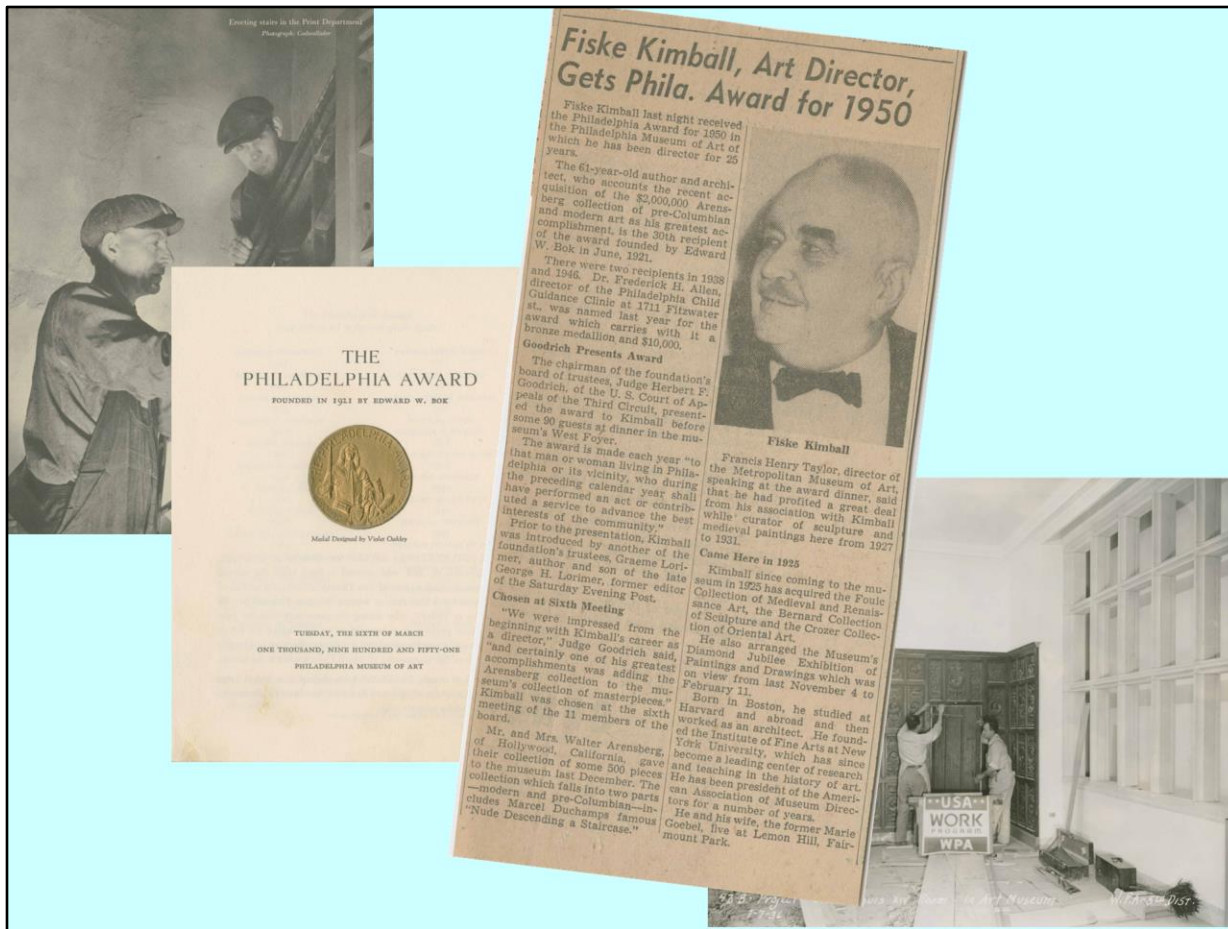 Erecting stairs in the Print Department
THE
PHILADELPHIA AWARD
FOUNDED IN 1921 BY EDWARD W. BOK
Medal Designed by Violet Oakley
TUESDAY, THE SIXTH OF MARCH
ONE THOUSAND, NINE HUNDRED AND FIFTY-ONE
PHILADELPHIA MUSEUM OF ART
Fiske Kimball, Art Director,
Gets Phila. Award for 1950
Fiske Kimball last night received
the Philadelphia Award for 1950 in
the Philadelphia Museum of Art of
which he has been director for 25
years.
The 61-year-old author and archi-
tect, who accounts the recent ac-
quisition of the $2,000,000 Arens-
berg collection of pre-Columbian
and modern art as his greatest ac-
complishment, is the 30th recipient
of the award founded by Edward
W. Bok in June, 1921.
There were two recipients in 1938
and 1946. Dr. Frederick H. Allen,
director of the Philadelphia Child
Guidance Clinic at 1711 Fitzwater
st., was named last year for the
award which carries with it a
bronze medallion and $10,000.
Goodrich Presents Award
The chairman of the foundation's
board of trustees, Judge Herbert F.
Goodrich, of the U. S. Court of Ap-
peals of the Third Circuit, present-
ed the award to Kimball before
some 90 guests at dinner in the mu-
seum's West Foyer.
The award is made each year "to
that man or woman living in Phila-
delphia or its vicinity, who during
the preceding calendar year shall
have performed an act or contrib-
uted a service to advance the best
interests of the community."
Prior to the presentation, Kimball
was introduced by another of the
foundation's trustees, Graeme Lori-
mer, author and son of the late
George H. Lorimer, former editor
of the Saturday Evening Post.
Chosen at Sixth Meeting
"We were impressed from the
beginning with Kimball's career as
a director," Judge Goodrich said,
"and certainly one of his greatest
accomplishments was adding the
Arensberg collection to the mu-
seum's collection of masterpieces."
Kimball was chosen at the sixth
meeting of the 11 members of the
board.
Mr. and Mrs. Walter Arensberg,
of Hollywood, California, gave
their collection of some 500 pieces
to the museum last December. The
collection which falls into two parts
—modern and pre-Columbian—in-
cludes Marcel Duchamps famous
"Nude Descending a Staircase."
Fiske Kimball
Francis Henry Taylor, director of
the Metropolitan Museum of Art,
speaking at the award dinner, said
that he had profited a great deal
from his association with Kimball
while curator of sculpture and
medieval paintings here from 1927
to 1931.
Came Here in 1925
Kimball since coming to the mu-
seum in 1925 has acquired the Foulc
Collection of Medieval and Renais-
sance Art, the Bernard Collection
of Sculpture and the Crozer Collec-
tion of Oriental Art.
He also arranged the Museum's
Diamond Jubilee Exhibition of
Paintings and Drawings which was
on view from last November 4 to
February 11.
Born in Boston, he studied at
Harvard and abroad and then
worked as an architect. He found-
ed the Institute of Fine Arts at New
York University, which has since
become a leading center of research
and teaching in the history of art.
He has been president of the Ameri-
can Association of Museum Direc-
tors for a number of years.
He and his wife, the former Marie
Goebel, live at Lemon Hill, Fair-
mount Park.
USA
WORK
PROGRAM
WPA
Project
XIV Room - in Art Museum
7-7-36